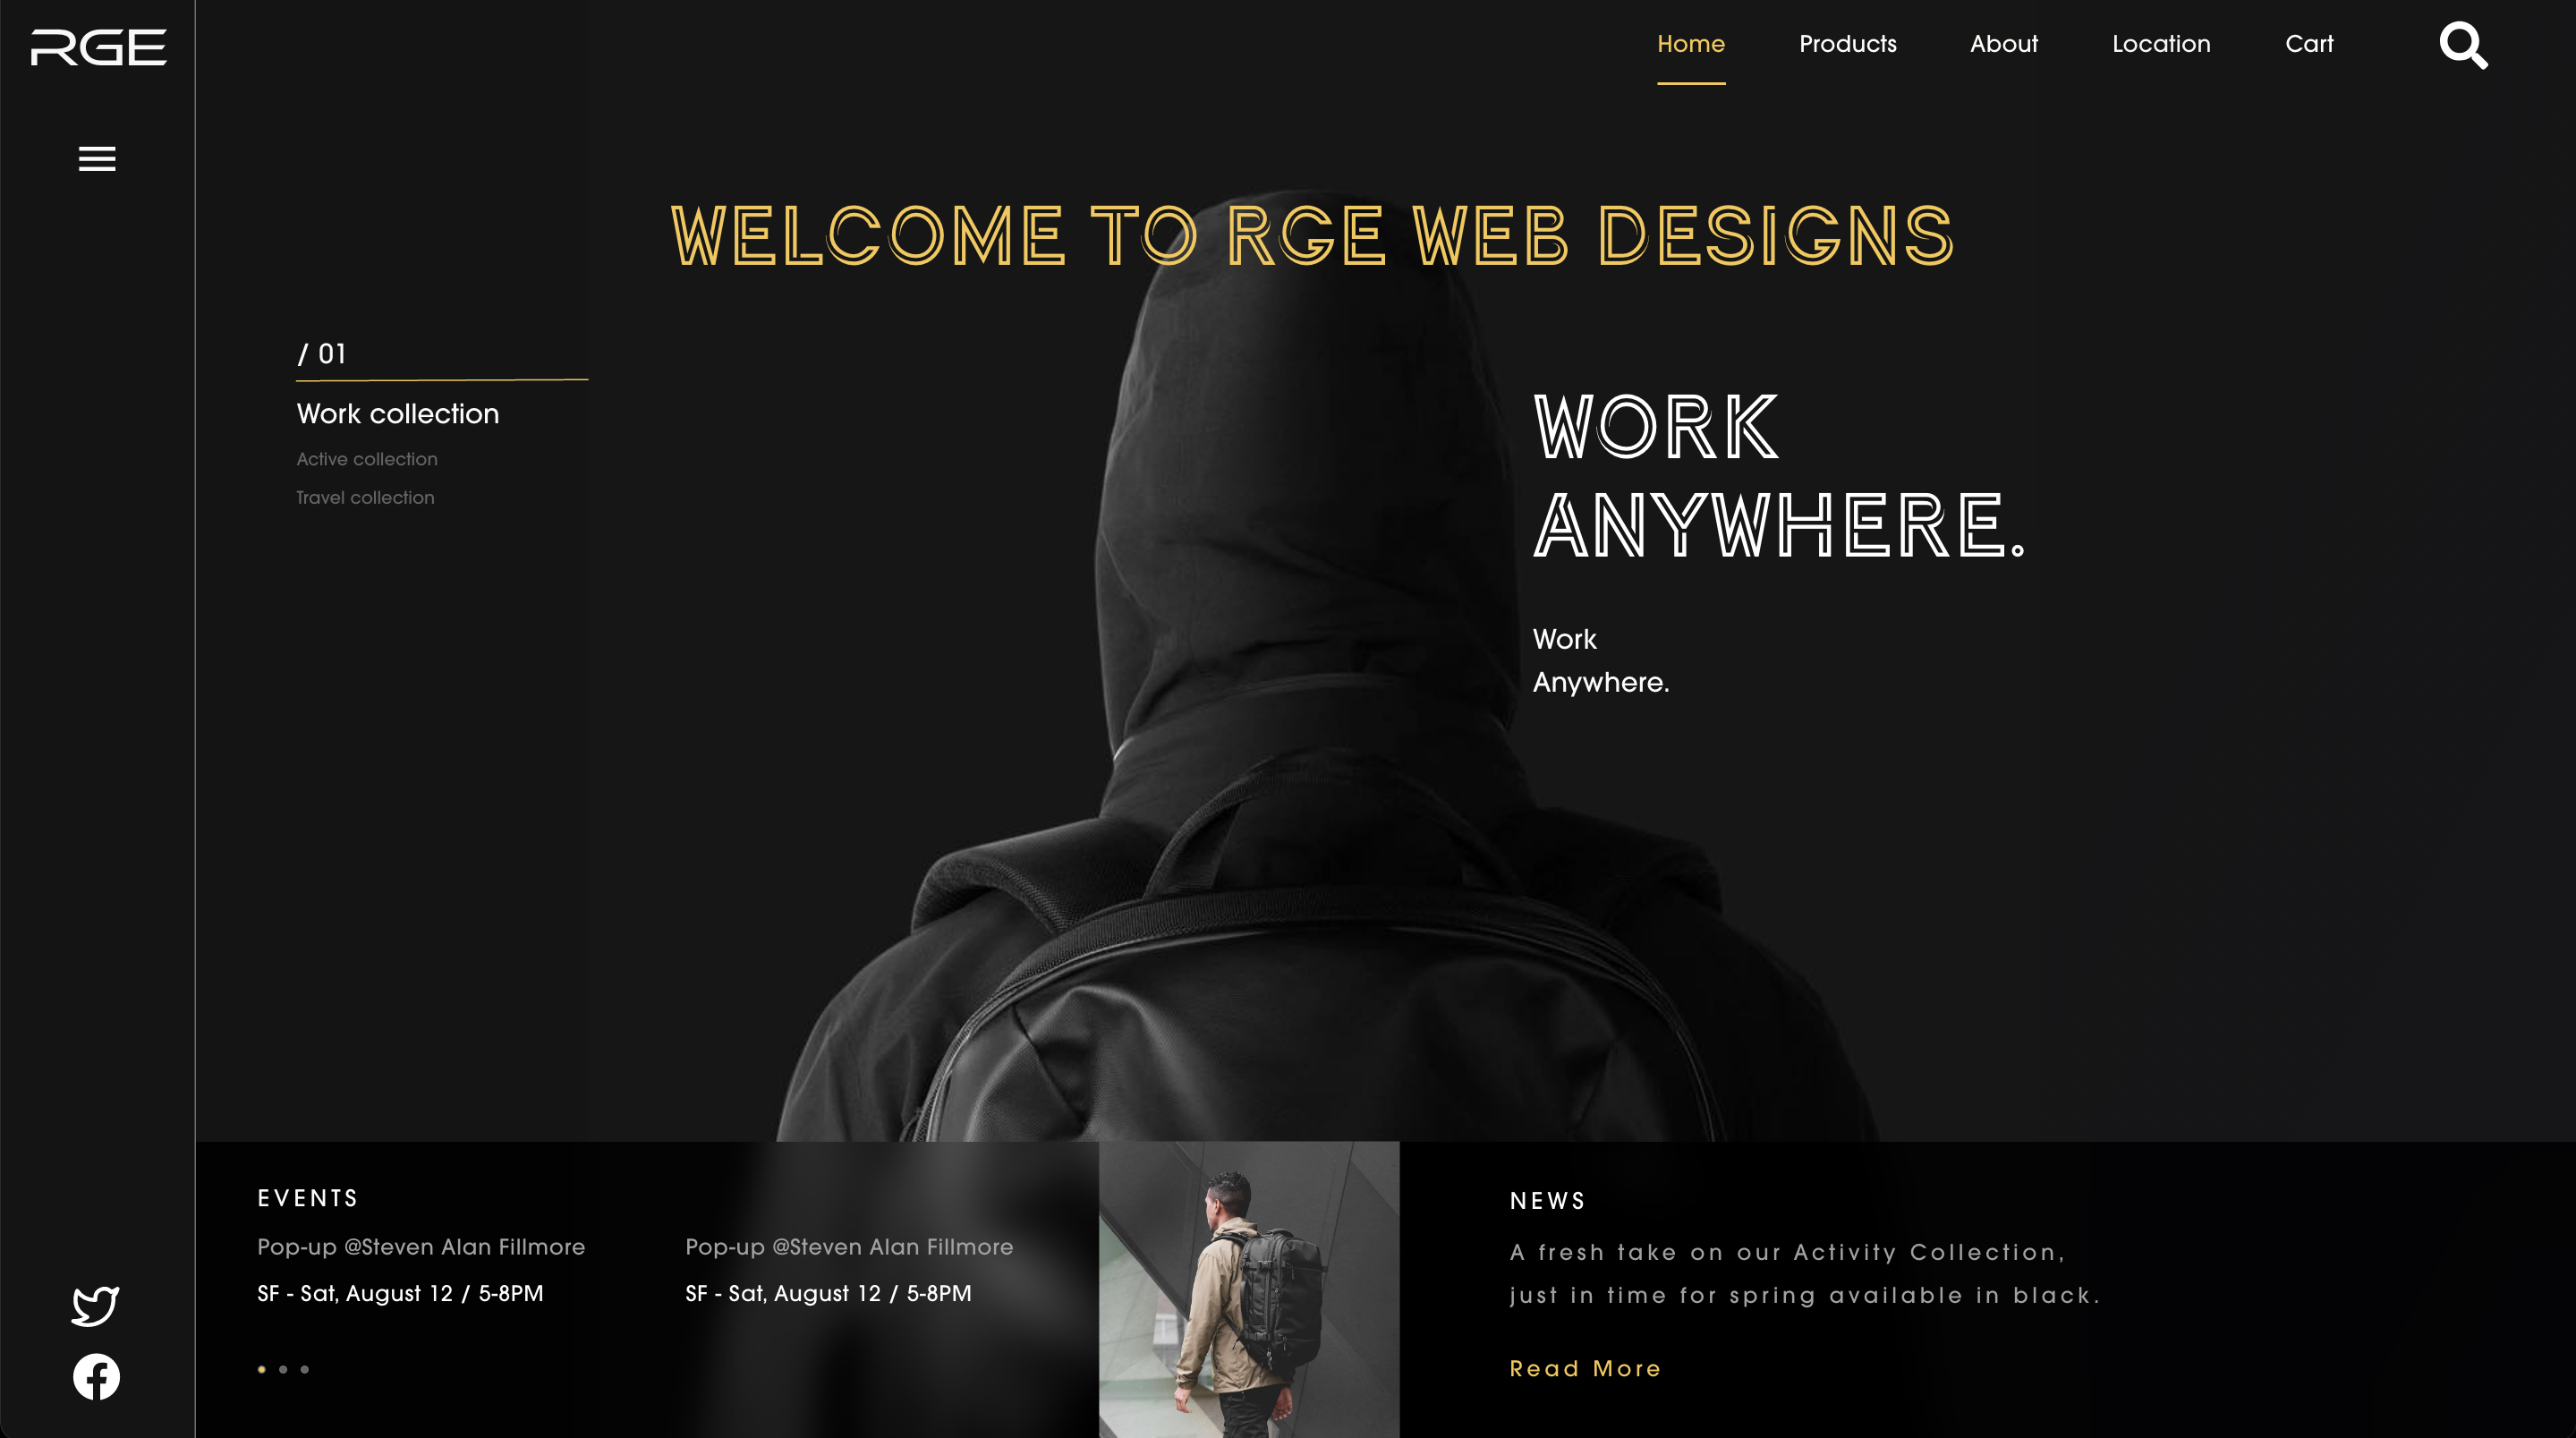 RGE
Home Products About Location Cart
WELCOME TO RGE WEB DESIGNS
/ 01
Work collection
Active collection
Travel collection
WORK
ANYWHERE.
Work
Anywhere.
EVENTS
Pop-up @Steven Alan Fillmore
SF - Sat, August 12 / 5-8PM
Pop-up @Steven Alan Fillmore
SF - Sat, August 12 / 5-8PM
NEWS
A fresh take on our Activity Collection,
just in time for spring available in black.
Read More